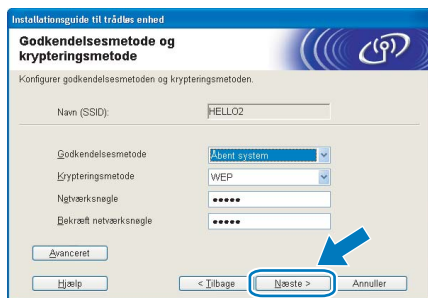 Installationsguide til trådløs enhed
Godkendelsesmetode og
krypteringsmetode
Konfigurer godkendelsesmetoden og krypteringsmetoden.
Navn (SSID): HELLO2
Godkendelsesmetode Åbent system
Krypteringsmetode WEP
Netværksnøgle •••••
Bekræft netværksnøgle •••••
Avanceret
Hjælp < Tilbage Næste > Annuller